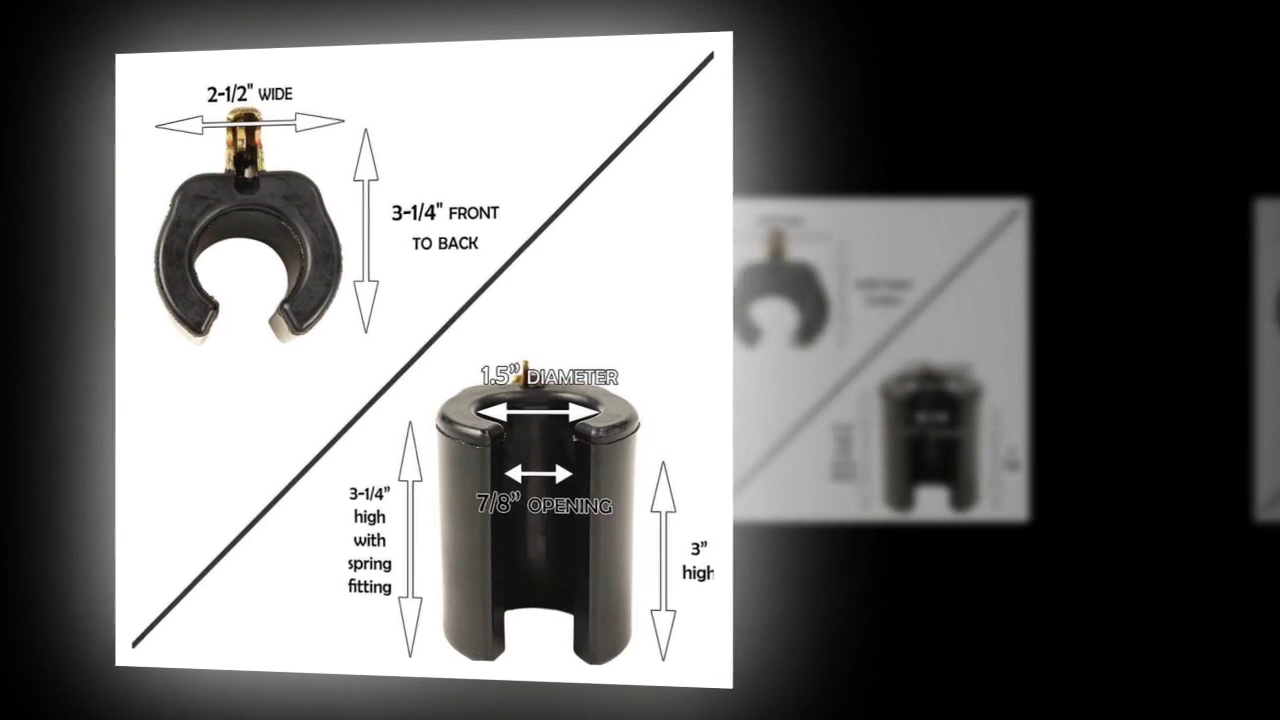 2-1/2" WIDE
3-1/4" FRONT
TO BACK
1.5” DIAMETER
7/8” OPENING
3-1/4”
high
with
spring
fitting
3”
high